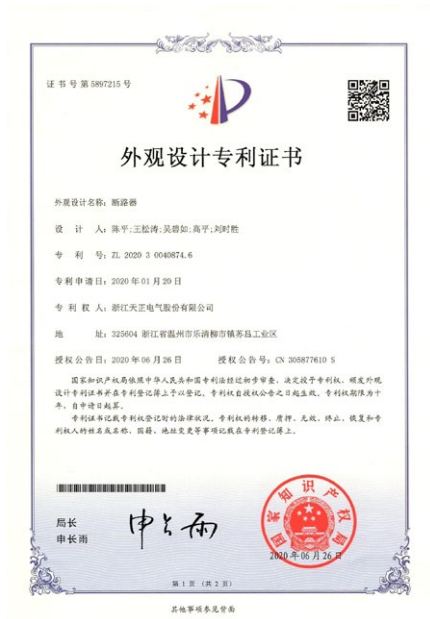 证书号第5897215号
外观设计专利证书
外观设计名称：断路器
设计人：陈平;王松涛;吴碧如;高平;刘时胜
专利号：ZL 2020 3 0040874.6
专利申请日：2020年01月20日
专利权人：浙江天正电气股份有限公司
地址：325604 浙江省温州市乐清柳市镇苏吕工业区
授权公告日：2020年06月26日 授权公告号：CN 305877610 S
国家知识产权局依照中华人民共和国专利法经过初步审查，决定授予专利权，颁发外观
设计专利证书并在专利登记簿上予以登记。专利权自授权公告之日起生效。专利权期限为十
年，自申请日起算。
专利证书记载专利权登记时的法律状况。专利权的转移、质押、无效、终止、恢复和专
利权人的姓名或名称、国籍、地址变更等事项记载在专利登记簿上。
局长
申长雨
申长雨
国家知识产权局
2020年06月26日
第 1 页 （共 2 页）
其他事项参见背面